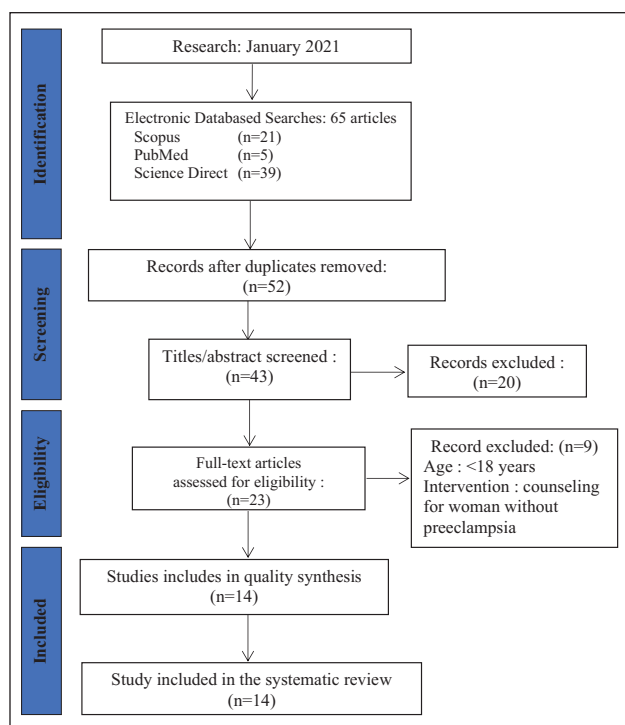 Identification
Research: January 2021
Electronic Databased Searches: 65 articles
Scopus (n=21)
PubMed (n=5)
Science Direct (n=39)
Screening
Records after duplicates removed:
(n=52)
Titles/abstract screened :
(n=43)
Records excluded :
(n=20)
Eligibility
Full-text articles
assessed for eligibility :
(n=23)
Record excluded: (n=9)
Age : <18 years
Intervention : counseling
for woman without
preeclampsia
Included
Studies includes in quality synthesis
(n=14)
Study included in the systematic review
(n=14)